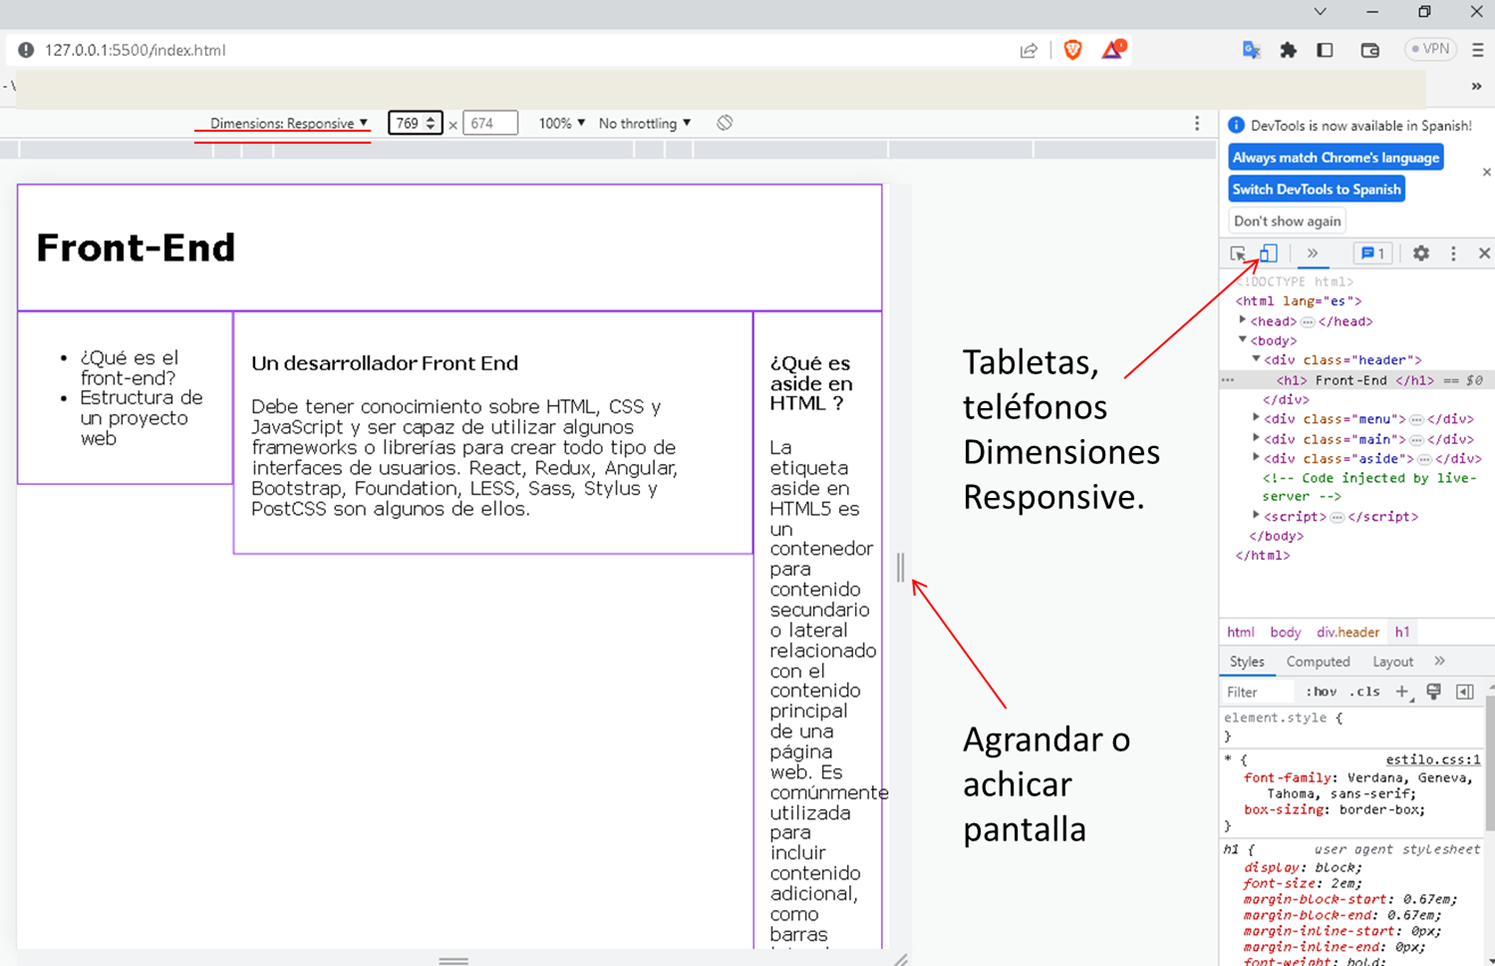 127.0.0.1:5500/index.html
VPN
- \
»
Dimensions: Responsive ▼ 769 × 674 100% ▼ No throttling ▼
DevTools is now available in Spanish!
Always match Chrome's language
Switch DevTools to Spanish
Don't show again
» 1
Front-End
• ¿Qué es el
front-end?
• Estructura de
un proyecto
web
Un desarrollador Front End
Debe tener conocimiento sobre HTML, CSS y
JavaScript y ser capaz de utilizar algunos
frameworks o librerías para crear todo tipo de
interfaces de usuarios. React, Redux, Angular,
Bootstrap, Foundation, LESS, Sass, Stylus y
PostCSS son algunos de ellos.
¿Qué es
aside en
HTML ?
La
etiqueta
aside en
HTML5 es
un
contenedor
para
contenido
secundario
o lateral
relacionado
con el
contenido
principal
de una
página
web. Es
comúnmente
utilizada
para
incluir
contenido
adicional,
como
barras
Tabletas,
teléfonos
Dimensiones
Responsive.
Agrandar o
achicar
pantalla
<!DOCTYPE html>
<html lang="es">
<head>…</head>
<body>
<div class="header">
… <h1> Front-End </h1> == $0
</div>
<div class="menu">…</div>
<div class="main">…</div>
<div class="aside">…</div>
<!-- Code injected by live-
server -->
<script>…</script>
</body>
</html>
html body div.header h1
Styles Computed Layout »
Filter :hov .cls +
element.style {
}
* { estilo.css:1
font-family: Verdana, Geneva,
Tahoma, sans-serif;
box-sizing: border-box;
}
h1 { user agent stylesheet
display: block;
font-size: 2em;
margin-block-start: 0.67em;
margin-block-end: 0.67em;
margin-inline-start: 0px;
margin-inline-end: 0px;
font-weight: bold;